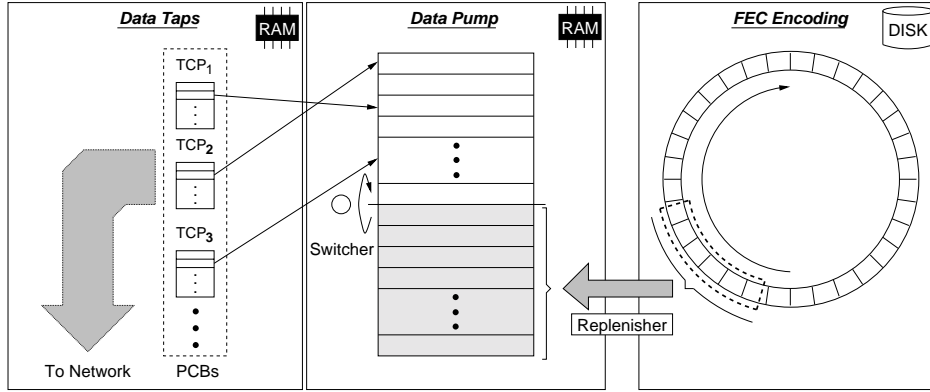 Data Taps
RAM
TCP1
TCP2
TCP3
To Network
PCBs
Data Pump
RAM
Switcher
Replenisher
FEC Encoding
DISK